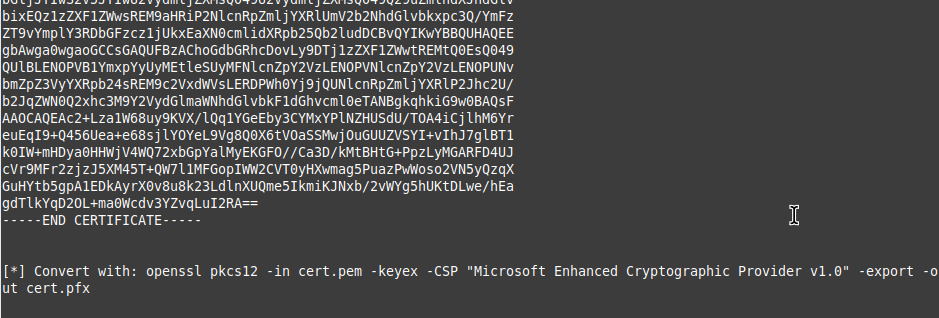 bixEQz1zZXF1ZWwsREM9aHRiP2NlcnRpZmljYXRlUmV2b2NhdGlvbkxpc3Q/YmFz
ZT9vYmplY3RDbGFzcz1jUkxEaXN0cmlidXRpb25Qb2ludDCBvQYIKwYBBQUHAQEE
gbAwga0wgaoGCCsGAQUFBzAChoGdbGRhcDovLy9DTj1zZXF1ZWwtREMtQ0EsQ049
QUlBLENOPVB1YmxpYyUyMEtleSUyMFNlcnZpY2VzLENOPVNlcnZpY2VzLENOPUNv
bmZpZ3VyYXRpb24sREM9c2VxdWVsLERDPWh0Yj9jQUNlcnRpZmljYXRlP2Jhc2U/
b2JqZWN0Q2xhc3M9Y2VydGlmaWNhdGlvbkF1dGhvcml0eTANBgkqhkiG9w0BAQsF
AAOCAQEAc2+Lza1W68uy9KVX/lQq1YGeEby3CYMxYPlNZHUSdU/TOA4iCjlhM6Yr
euEqI9+Q456Uea+e68sjlYOYeL9Vg8Q0X6tVOaSSMwjOuGUUZVSYI+vIhJ7glBT1
k0IW+mHDya0HHWjV4WQ72xbGpYalMyEKGFO//Ca3D/kMtBHtG+PpzLyMGARFD4UJ
cVr9MFr2zjzJ5XM45T+QW7l1MFGopIWW2CVT0yHXwmag5PuazPwWoso2VN5yQzqX
GuHYtb5gpA1EDkAyrX0v8u8k23LdlnXUQme5IkmiKJNxb/2vWYg5hUKtDLwe/hEa
gdTlkYqD2OL+ma0Wcdv3YZvqLuI2RA==
-----END CERTIFICATE-----
[*] Convert with: openssl pkcs12 -in cert.pem -keyex -CSP "Microsoft Enhanced Cryptographic Provider v1.0" -export -o
ut cert.pfx